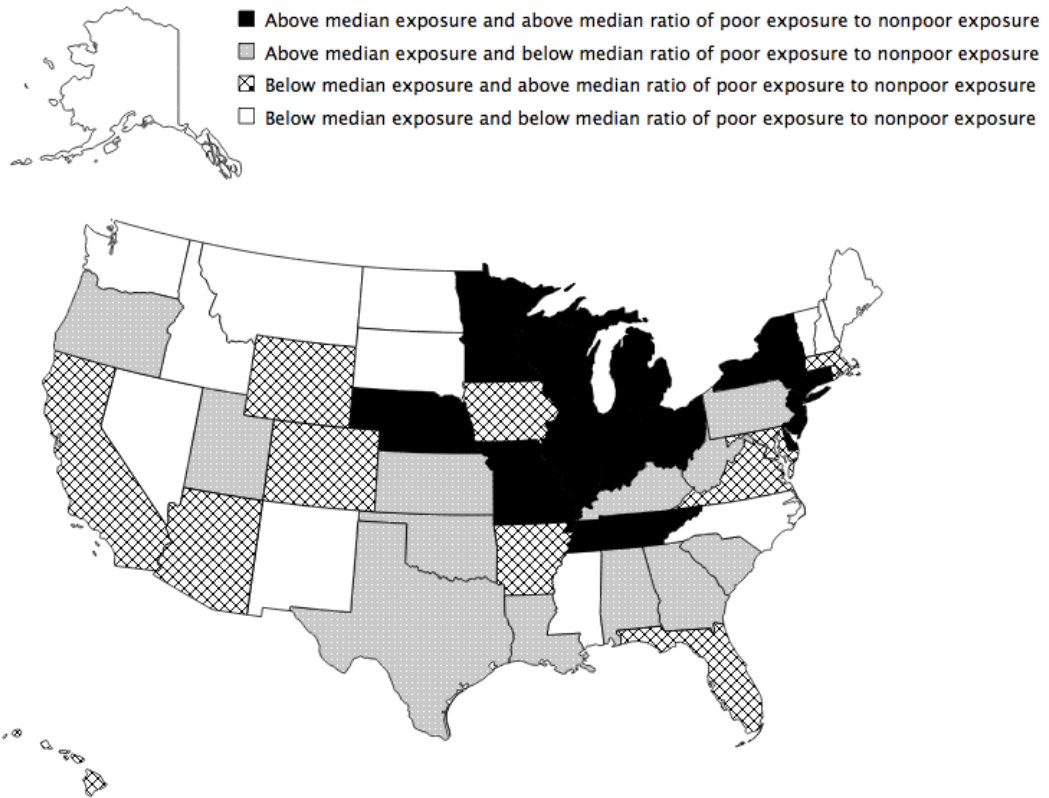 Above median exposure and above median ratio of poor exposure to nonpoor exposure
Above median exposure and below median ratio of poor exposure to nonpoor exposure
Below median exposure and above median ratio of poor exposure to nonpoor exposure
Below median exposure and below median ratio of poor exposure to nonpoor exposure